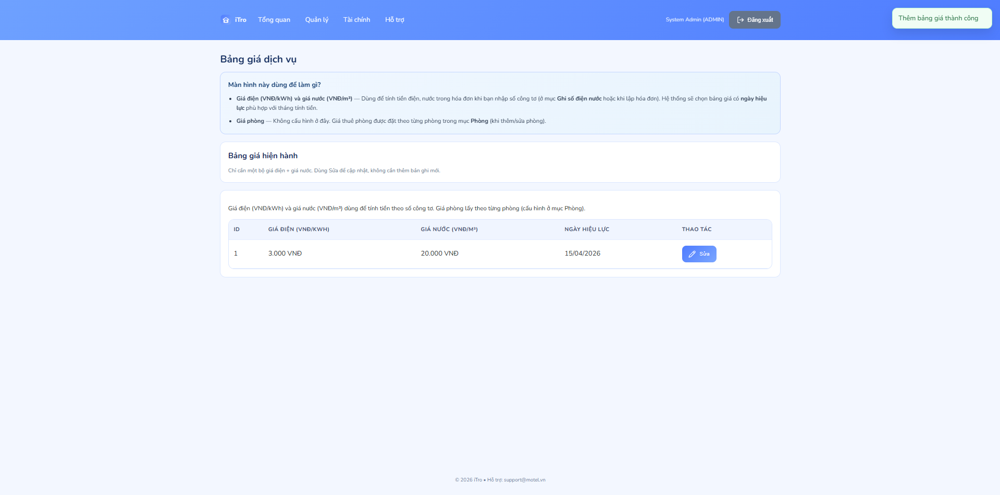 iTro Tổng quan Quản lý Tài chính Hỗ trợ System Admin (ADMIN) Đăng xuất
Thêm bảng giá thành công
Bảng giá dịch vụ
Màn hình này dùng để làm gì?
Giá điện (VNĐ/kWh) và giá nước (VNĐ/m³) — Dùng để tính tiền điện, nước trong hóa đơn khi bạn nhập số công tơ (ở mục Ghi số điện nước hoặc khi lập hóa đơn). Hệ thống sẽ chọn bảng giá có ngày hiệu
lực phù hợp với tháng tính tiền.
Giá phòng — Không cấu hình ở đây. Giá thuê phòng được đặt theo từng phòng trong mục Phòng (khi thêm/sửa phòng).
Bảng giá hiện hành
Chỉ cần một bộ giá điện + giá nước. Dùng Sửa để cập nhật, không cần thêm bản ghi mới.
Giá điện (VNĐ/kWh) và giá nước (VNĐ/m³) dùng để tính tiền theo số công tơ. Giá phòng lấy theo từng phòng (cấu hình ở mục Phòng).
ID GIÁ ĐIỆN (VNĐ/KWH) GIÁ NƯỚC (VNĐ/M³) NGÀY HIỆU LỰC THAO TÁC
1 3.000 VNĐ 20.000 VNĐ 15/04/2026 Sửa
© 2026 iTro • Hỗ trợ: support@motel.vn